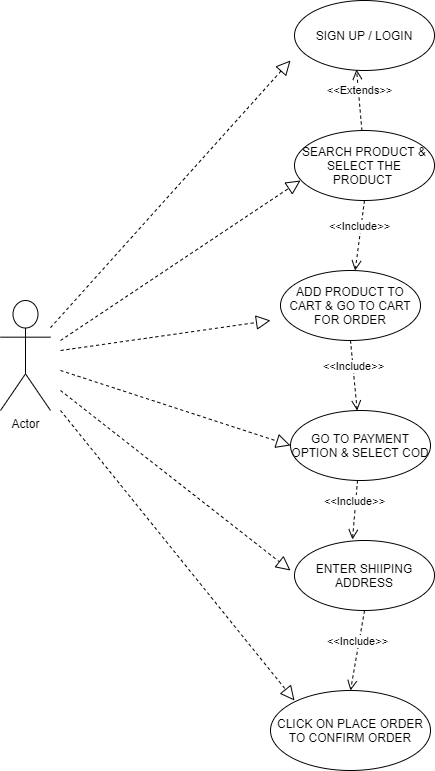 SIGN UP / LOGIN
<<Extends>>
SEARCH PRODUCT &
SELECT THE
PRODUCT
<<Include>>
ADD PRODUCT TO
CART & GO TO CART
FOR ORDER
<<Include>>
Actor
GO TO PAYMENT
OPTION & SELECT COD
<<Include>>
ENTER SHIIPING
ADDRESS
<<Include>>
CLICK ON PLACE ORDER
TO CONFIRM ORDER